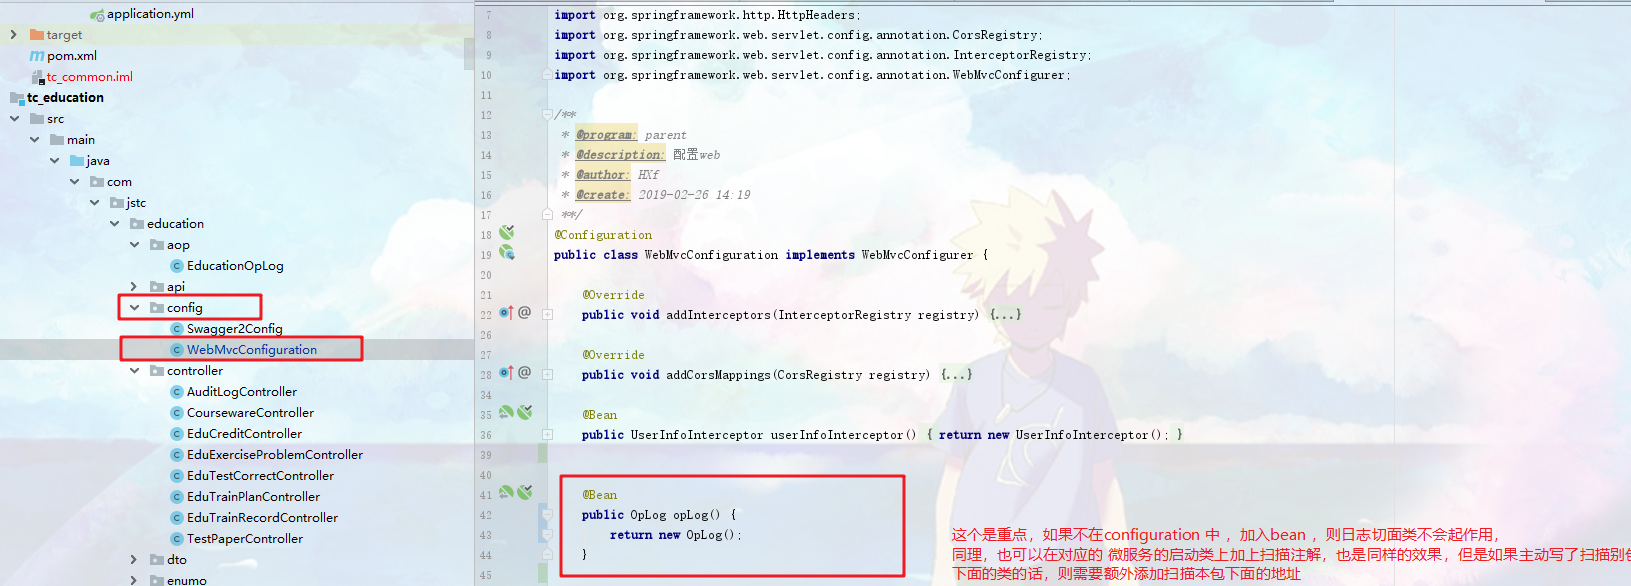 application.yml
target
pom.xml
tc_common.iml
tc_education
src
main
java
com
jstc
education
aop
EducationOpLog
api
config
Swagger2Config
WebMvcConfiguration
controller
AuditLogController
CoursewareController
EduCreditController
EduExerciseProblemController
EduTestCorrectController
EduTrainPlanController
EduTrainRecordController
TestPaperController
dto
enumo
7 import org.springframework.http.HttpHeaders;
8 import org.springframework.web.servlet.config.annotation.CorsRegistry;
9 import org.springframework.web.servlet.config.annotation.InterceptorRegistry;
10 import org.springframework.web.servlet.config.annotation.WebMvcConfigurer;
11
12 /**
13 * @program: parent
14 * @description: 配置web
15 * @author: HXf
16 * @create: 2019-02-26 14:19
17 **/
18 @Configuration
19 public class WebMvcConfiguration implements WebMvcConfigurer {
20
21 @Override
22 public void addInterceptors(InterceptorRegistry registry) {...}
26
27 @Override
28 public void addCorsMappings(CorsRegistry registry) {...}
34
35 @Bean
36 public UserInfoInterceptor userInfoInterceptor() { return new UserInfoInterceptor(); }
39
40
41 @Bean
42 public OpLog opLog() {
43 return new OpLog();
44 }
45
这个是重点，如果不在configuration 中 ，加入bean ，则日志切面类不会起作用，
同理，也可以在对应的 微服务的启动类上加上扫描注解，也是同样的效果，但是如果主动写了扫描别包
下面的类的话，则需要额外添加扫描本包下面的地址